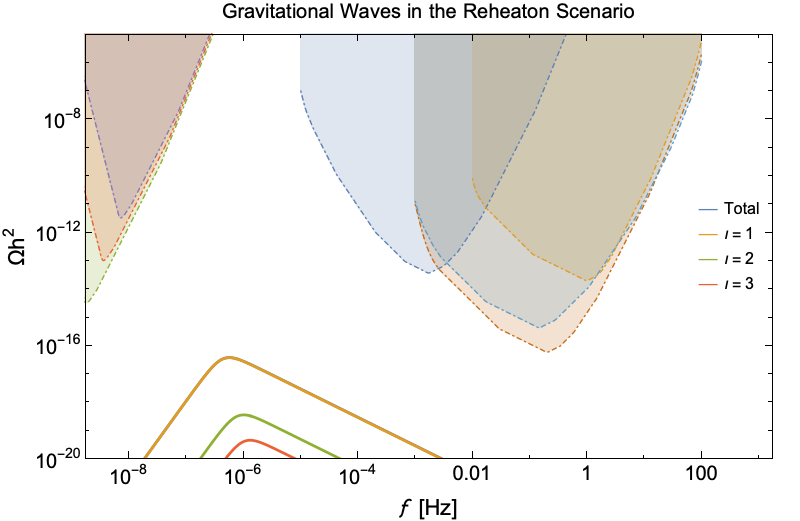 Gravitational Waves in the Reheaton Scenario
10⁻⁸
10⁻¹²
10⁻¹⁶
10⁻²⁰
Ωh²
10⁻⁸ 10⁻⁶ 10⁻⁴ 0.01 1 100
f [Hz]
Total
i = 1
i = 2
i = 3